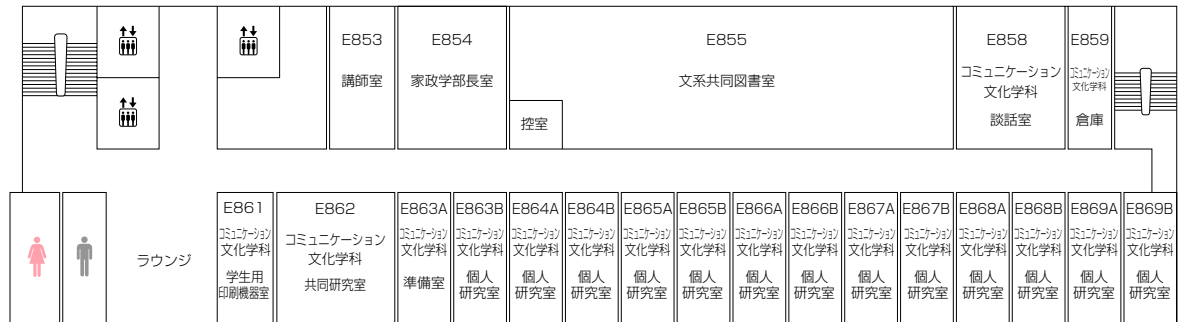 E853
講師室
E854
家政学部長室
E855
文系共同図書室
控室
E858
コミュニケーション
文化学科
談話室
E859
コミュニケーション
文化学科
倉庫
ラウンジ
E861
コミュニケーション
文化学科
学生用
印刷機器室
E862
コミュニケーション
文化学科
共同研究室
E863A
コミュニケーション
文化学科
準備室
E863B
コミュニケーション
文化学科
個人
研究室
E864A
コミュニケーション
文化学科
個人
研究室
E864B
コミュニケーション
文化学科
個人
研究室
E865A
コミュニケーション
文化学科
個人
研究室
E865B
コミュニケーション
文化学科
個人
研究室
E866A
コミュニケーション
文化学科
個人
研究室
E866B
コミュニケーション
文化学科
個人
研究室
E867A
コミュニケーション
文化学科
個人
研究室
E867B
コミュニケーション
文化学科
個人
研究室
E868A
コミュニケーション
文化学科
個人
研究室
E868B
コミュニケーション
文化学科
個人
研究室
E869A
コミュニケーション
文化学科
個人
研究室
E869B
コミュニケーション
文化学科
個人
研究室